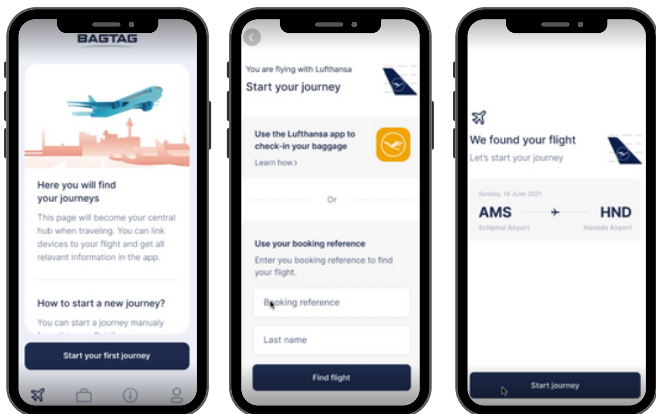 BAGTAG
Here you will find
your journeys
This page will become your central
hub when traveling. You can link
devices to your flight and get all
relavant information in the app.
How to start a new journey?
You can start a journey manualy
Start your first journey
You are flying with Lufthansa
Start your journey
Use the Lufthansa app to
check-in your baggage
Learn how>
Or
Use your booking reference
Enter you booking reference to find
your flight.
Booking reference
Last name
Find flight
We found your flight
Let's start your journey
Sunday, 14 June 2021
AMS
HND
Schiphol Airport
Haneda Airport
Start journey